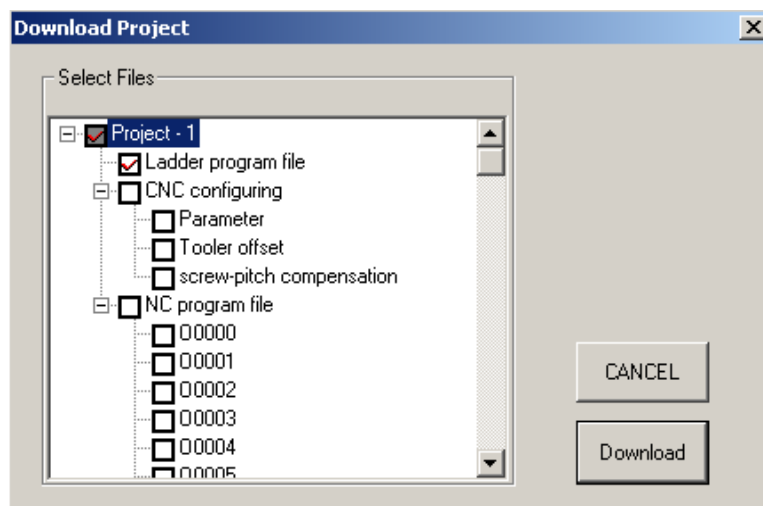 Download Project
Select Files
Project - 1
Ladder program file
CNC configuring
Parameter
Tooler offset
screw-pitch compensation
NC program file
O0000
O0001
O0002
O0003
O0004
O0005
CANCEL
Download